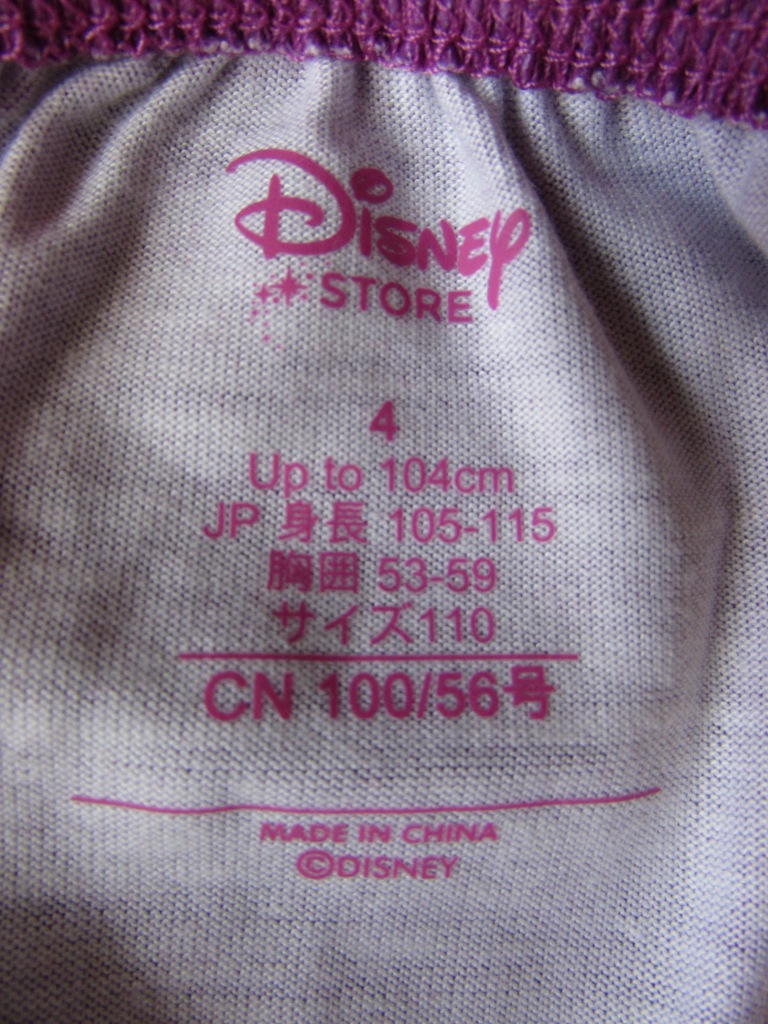 Disney
STORE
4
Up to 104cm
JP 身長 105-115
胸囲 53-59
サイズ110
CN 100/56号
MADE IN CHINA
©DISNEY